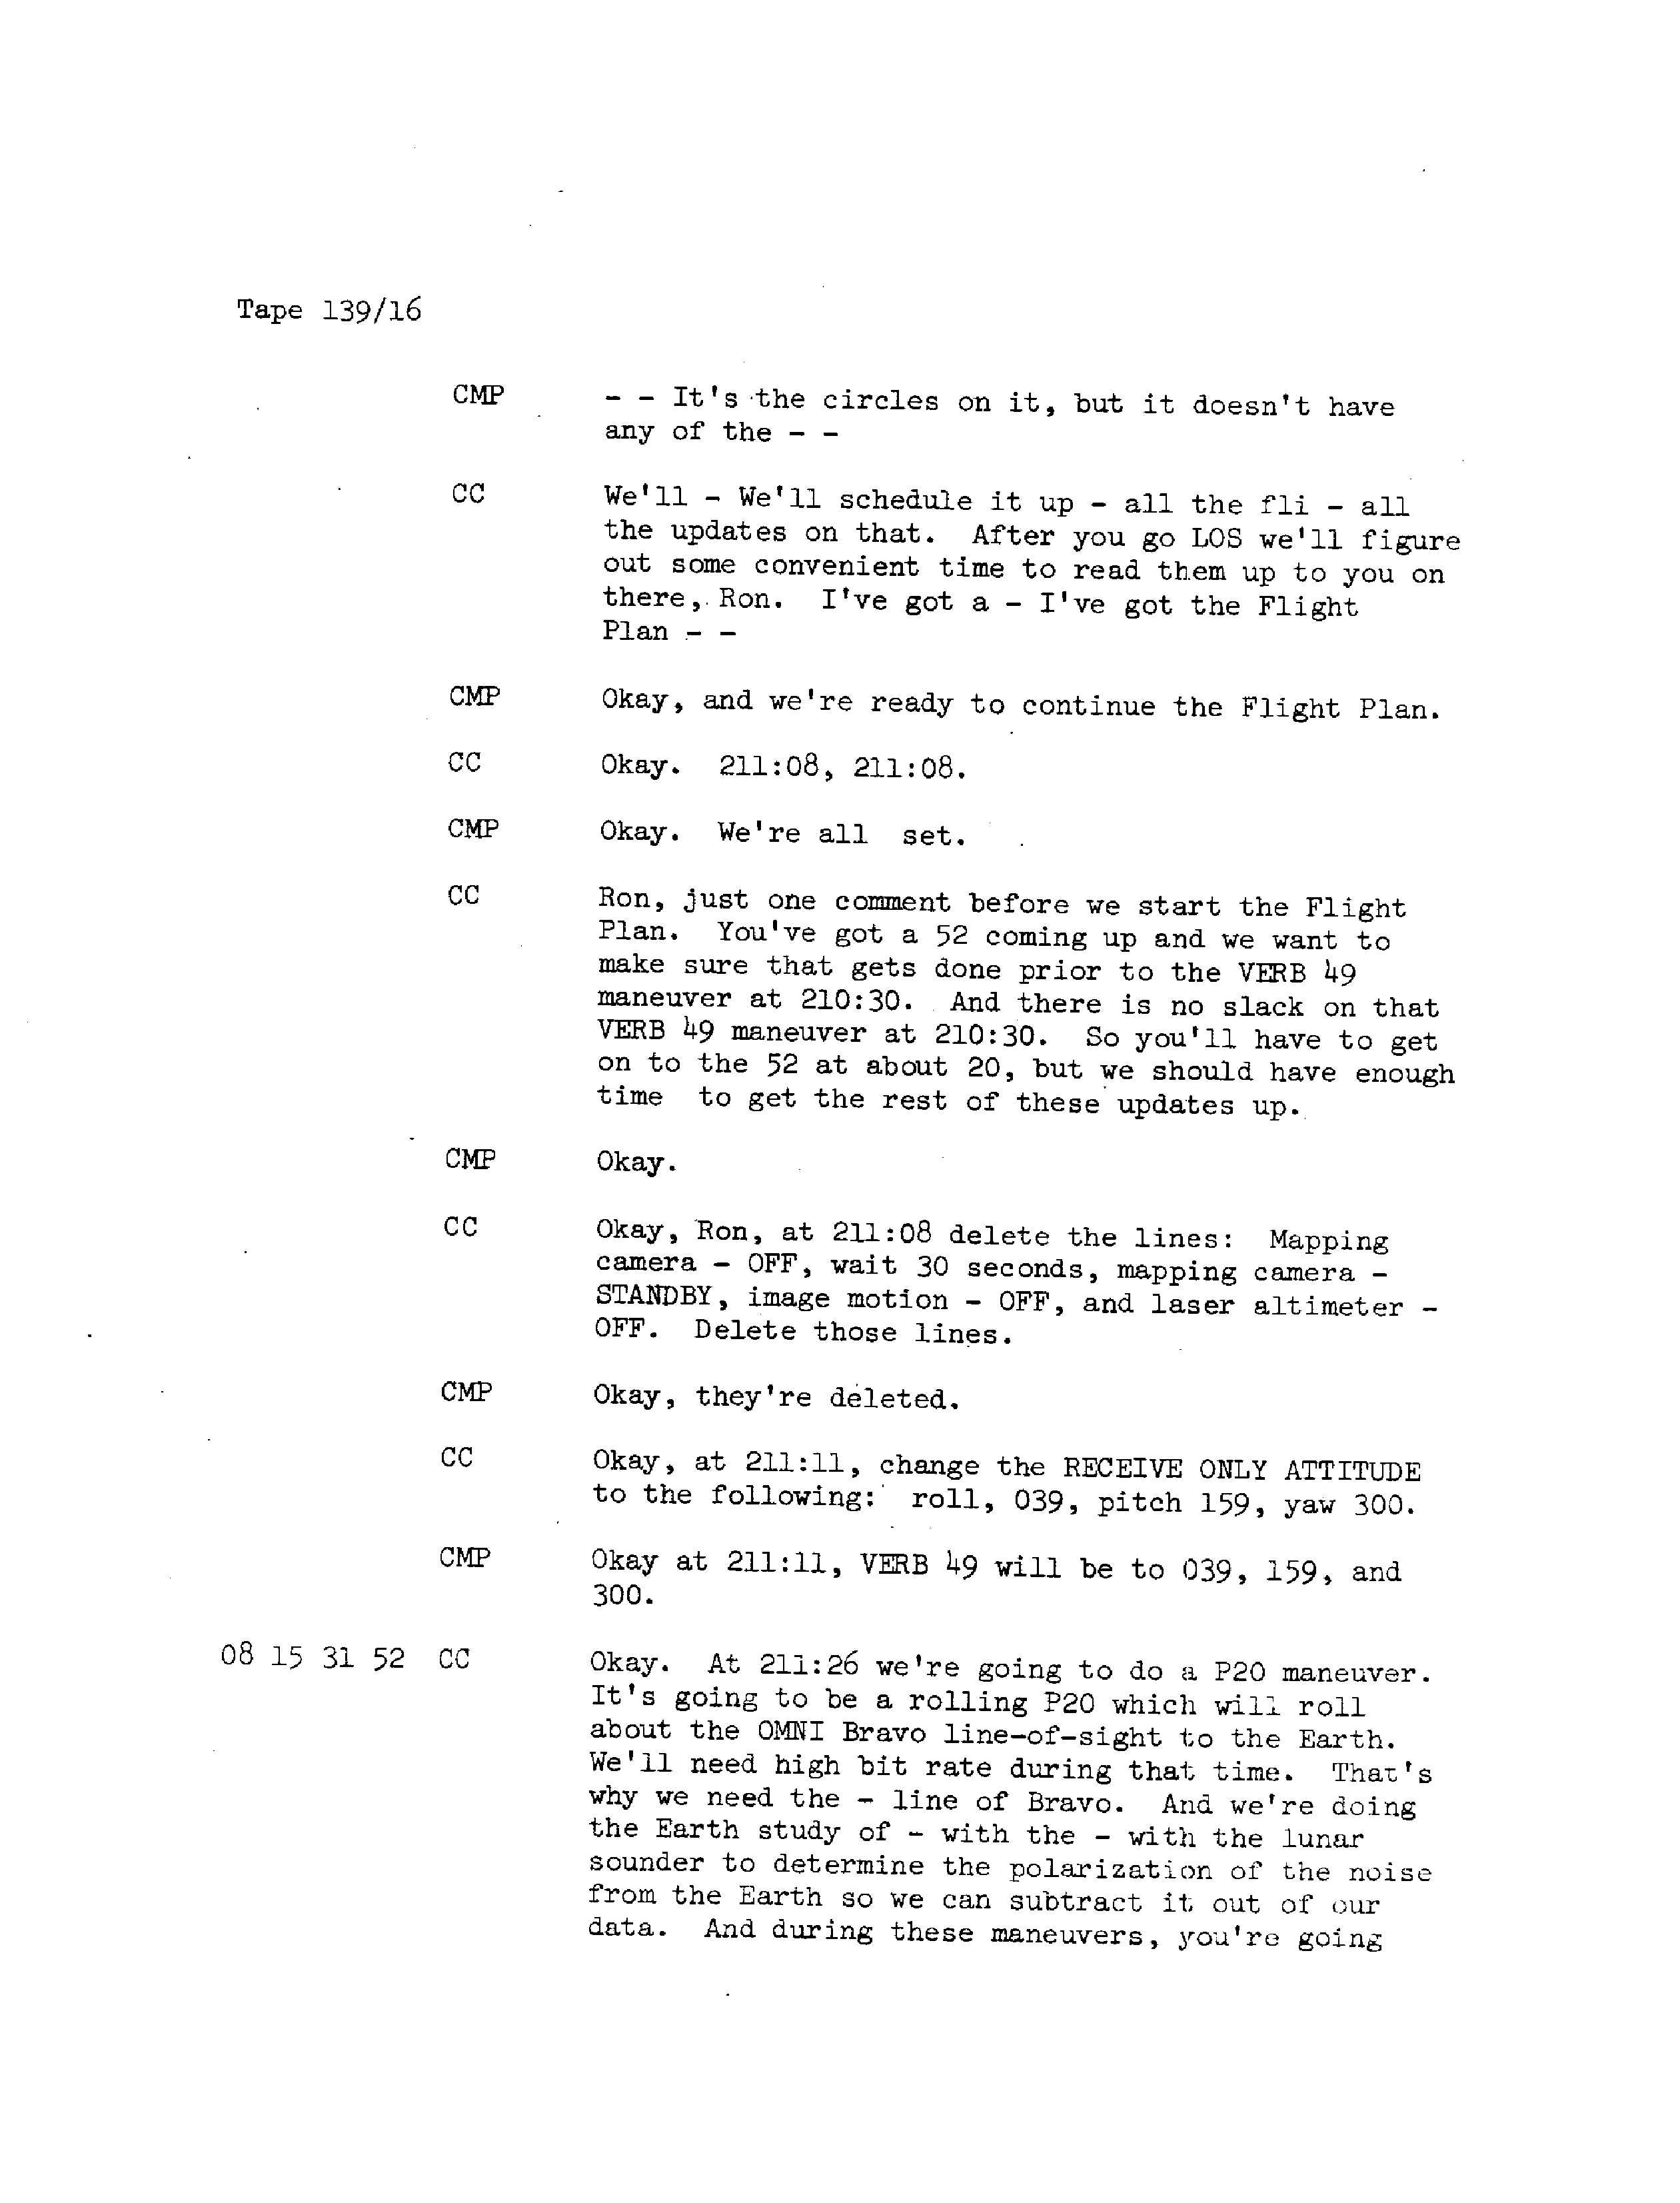 Tape 139/16
CMP - - It's the circles on it, but it doesn't have
any of the - -
CC We'll - We'll schedule it up - all the fli - all
the updates on that. After you go LOS we'll figure
out some convenient time to read them up to you on
there, Ron. I've got a - I've got the Flight
Plan - -
CMP Okay, and we're ready to continue the Flight Plan.
CC Okay. 211:08, 211:08.
CMP Okay. We're all set.
CC Ron, just one comment before we start the Flight
Plan. You've got a 52 coming up and we want to
make sure that gets done prior to the VERB 49
maneuver at 210:30. And there is no slack on that
VERB 49 maneuver at 210:30. So you'll have to get
on to the 52 at about 20, but we should have enough
time to get the rest of these updates up.
CMP Okay.
CC Okay, Ron, at 211:08 delete the lines: Mapping
camera - OFF, wait 30 seconds, mapping camera -
STANDBY, image motion - OFF, and laser altimeter -
OFF. Delete those lines.
CMP Okay, they're deleted.
CC Okay, at 211:11, change the RECEIVE ONLY ATTITUDE
to the following: roll, 039, pitch 159, yaw 300.
CMP Okay at 211:11, VERB 49 will be to 039, 159, and
300.
08 15 31 52 CC Okay. At 211:26 we're going to do a P20 maneuver.
It's going to be a rolling P20 which will roll
about the OMNI Bravo line-of-sight to the Earth.
We'll need high bit rate during that time. That's
why we need the - line of Bravo. And we're doing
the Earth study of - with the - with the lunar
sounder to determine the polarization of the noise
from the Earth so we can subtract it out of our
data. And during these maneuvers, you're going